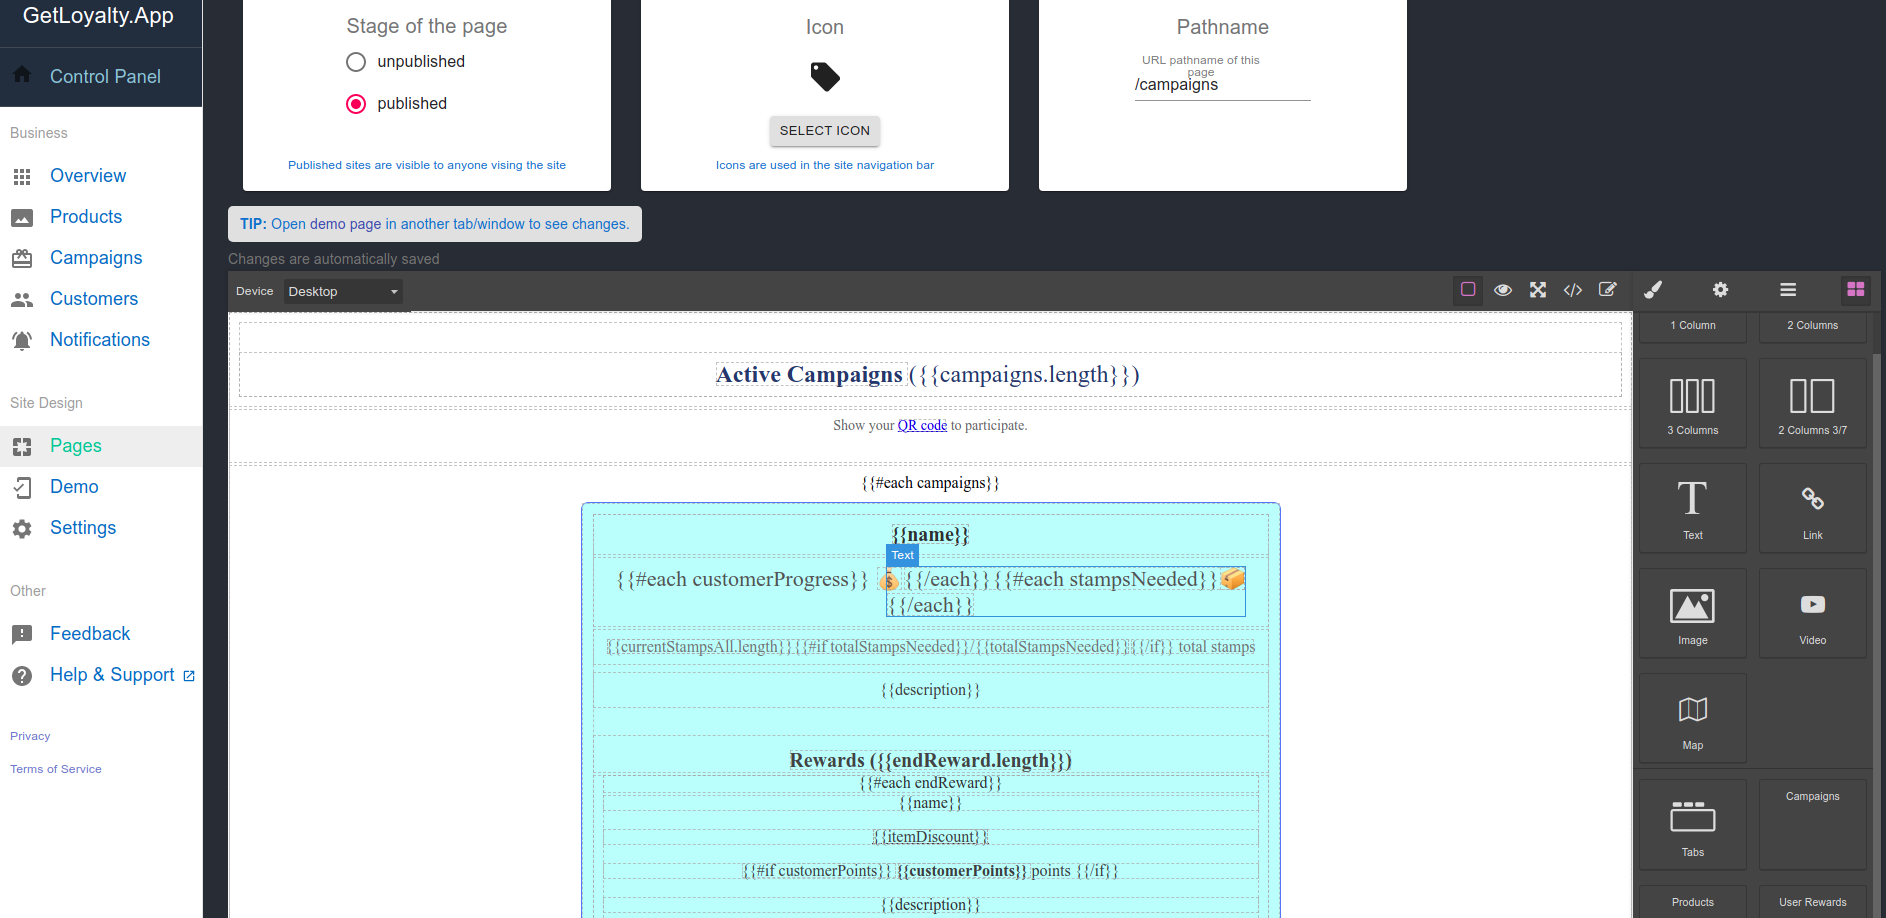 GetLoyalty.App
Control Panel
Business
Overview
Products
Campaigns
Customers
Notifications
Site Design
Pages
Demo
Settings
Other
Feedback
Help & Support
Privacy
Terms of Service
Stage of the page
unpublished
published
Published sites are visible to anyone vising the site
Icon
SELECT ICON
Icons are used in the site navigation bar
Pathname
URL pathname of this
page
/campaigns
TIP: Open demo page in another tab/window to see changes.
Changes are automatically saved
Device
Desktop
Active Campaigns ({{campaigns.length}})
Show your QR code to participate.
{{#each campaigns}}
{{name}}
Text
{{#each customerProgress}} 💰{{/each}}{{#each stampsNeeded}}📦
{{/each}}
{{currentStampsAll.length}}{{#if totalStampsNeeded}}/{{totalStampsNeeded}}{{/if}} total stamps
{{description}}
Rewards ({{endReward.length}})
{{#each endReward}}
{{name}}
{{itemDiscount}}
{{#if customerPoints}} {{customerPoints}} points {{/if}}
{{description}}
1 Column
2 Columns
3 Columns
2 Columns 3/7
Text
Link
Image
Video
Map
Tabs
Campaigns
Products
User Rewards